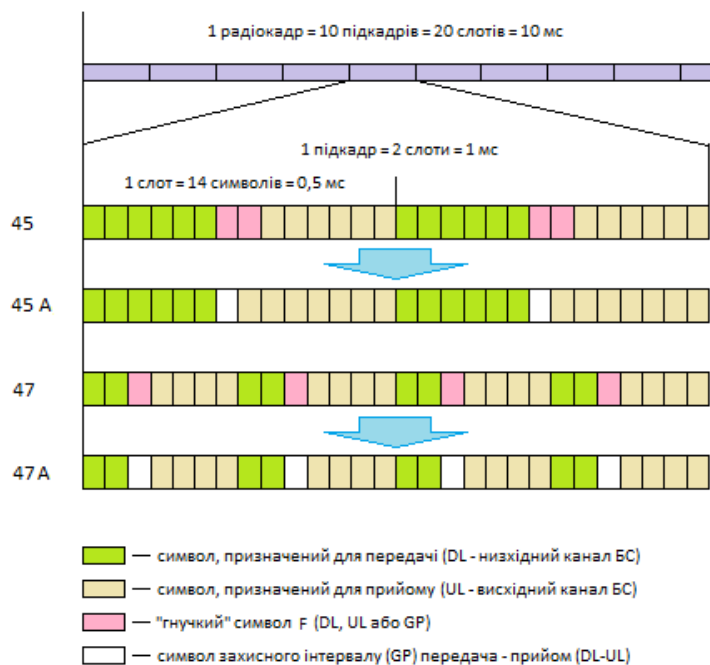 1 радіокадр = 10 підкадрів = 20 слотів = 10 мс
1 підкадр = 2 слоти = 1 мс
1 слот = 14 символів = 0,5 мс
45
45 А
47
47 А
— символ, призначений для передачі (DL - низхідний канал БС)
— символ, призначений для прийому (UL - висхідний канал БС)
— "гнучкий" символ F (DL, UL або GP)
— символ захисного інтервалу (GP) передача - прийом (DL-UL)